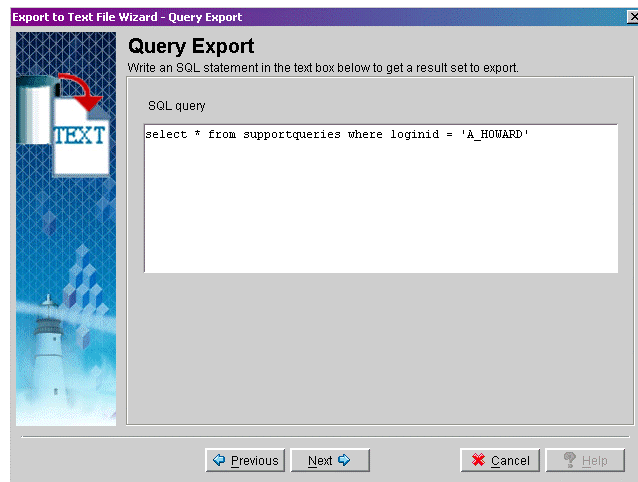 Export to Text File Wizard - Query Export
Query Export
Write an SQL statement in the text box below to get a result set to export.
TEXT
SQL query
select * from supportqueries where loginid = 'A_HOWARD'
Previous
Next
Cancel
Help